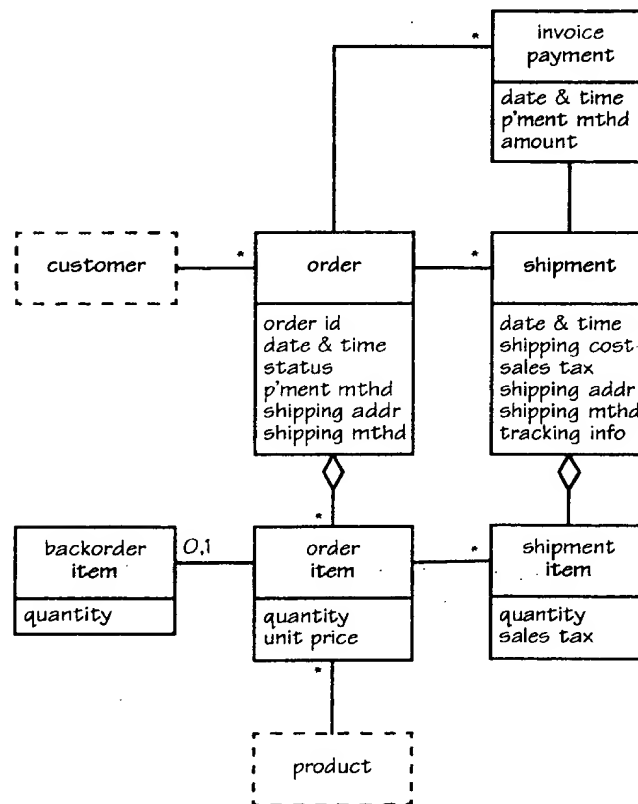 *
invoice
payment
date & time
p'ment mthd
amount
customer
*
order
*
shipment
order id
date & time
status
p'ment mthd
shipping addr
shipping mthd
date & time
shipping cost
sales tax
shipping addr
shipping mthd
tracking info
*
backorder
item
0,1
order
item
*
shipment
item
quantity
quantity
unit price
quantity
sales tax
*
product